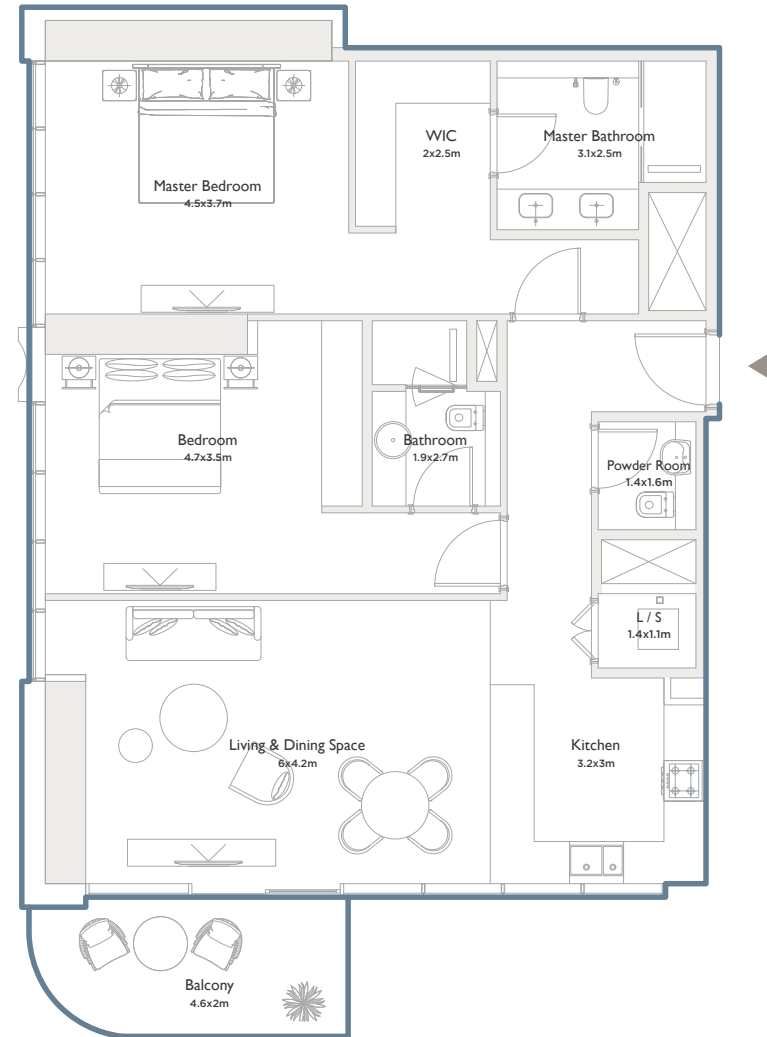 WIC
2x2.5m
Master Bathroom
3.1x2.5m
Master Bedroom
4.5x3.7m
Bedroom
4.7x3.5m
Bathroom
1.9x2.7m
Powder Room
1.4x1.6m
L / S
1.4x1.1m
Living & Dining Space
6x4.2m
Kitchen
3.2x3m
Balcony
4.6x2m